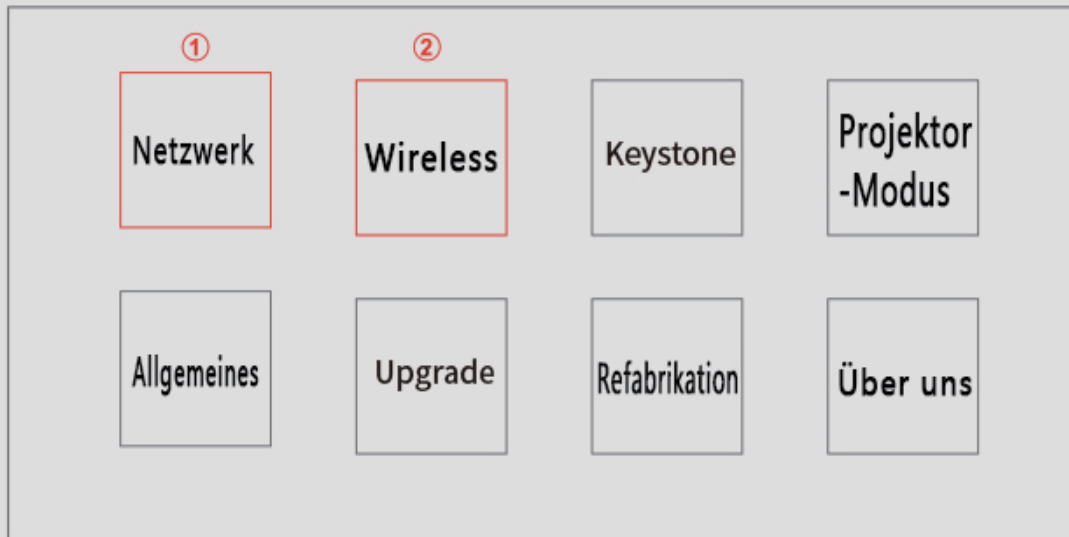 ① ②
Netzwerk Wireless Keystone Projektor
-Modus
Allgemeines Upgrade Refabrikation Über uns